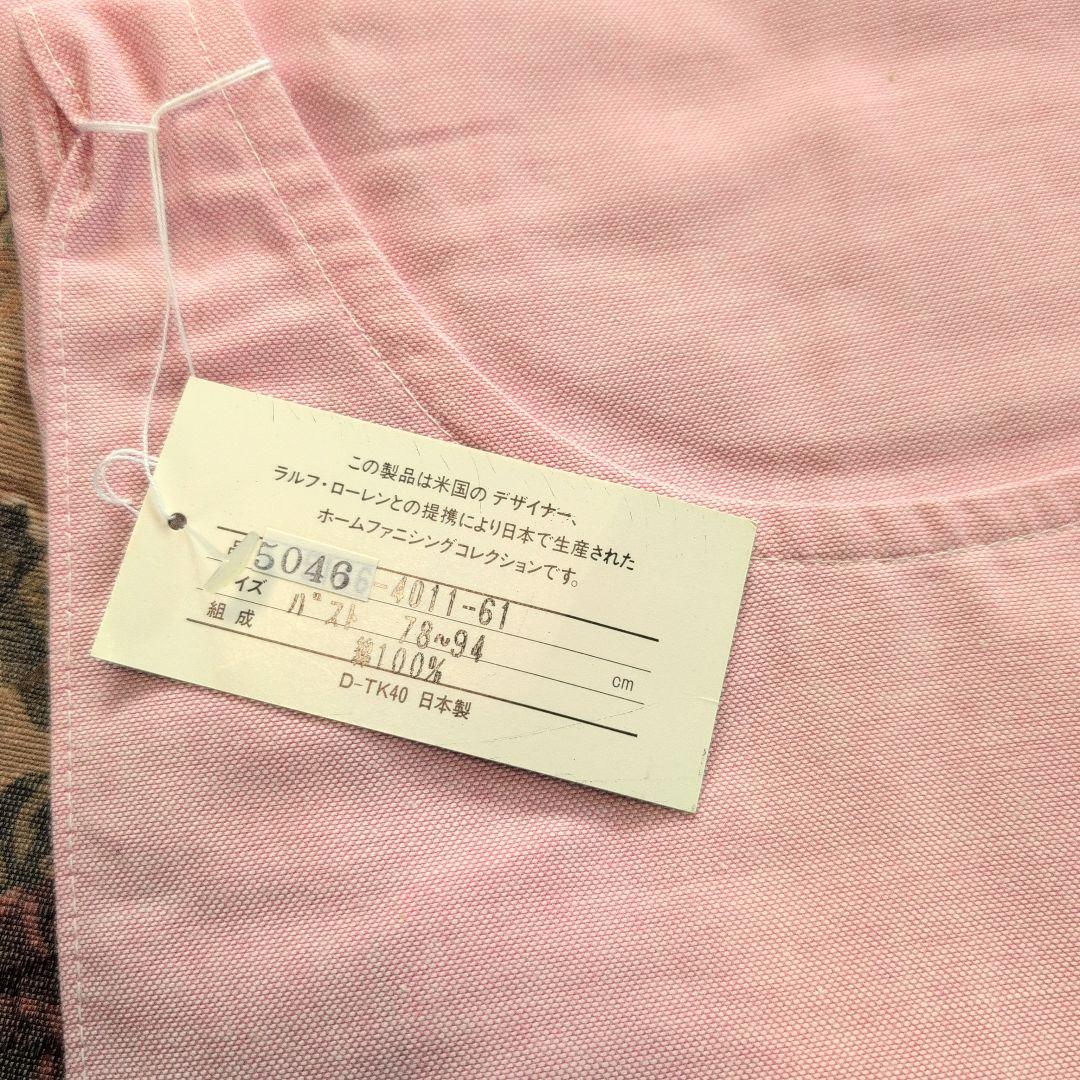 この製品は米国の デザイナー、
ラルフ・ローレンとの提携により日本で生産された
ホームファニシングコレクションです。
50466-4011-61
イズ バスト 78~94 cm
組成 綿100%
D-TK40 日本製